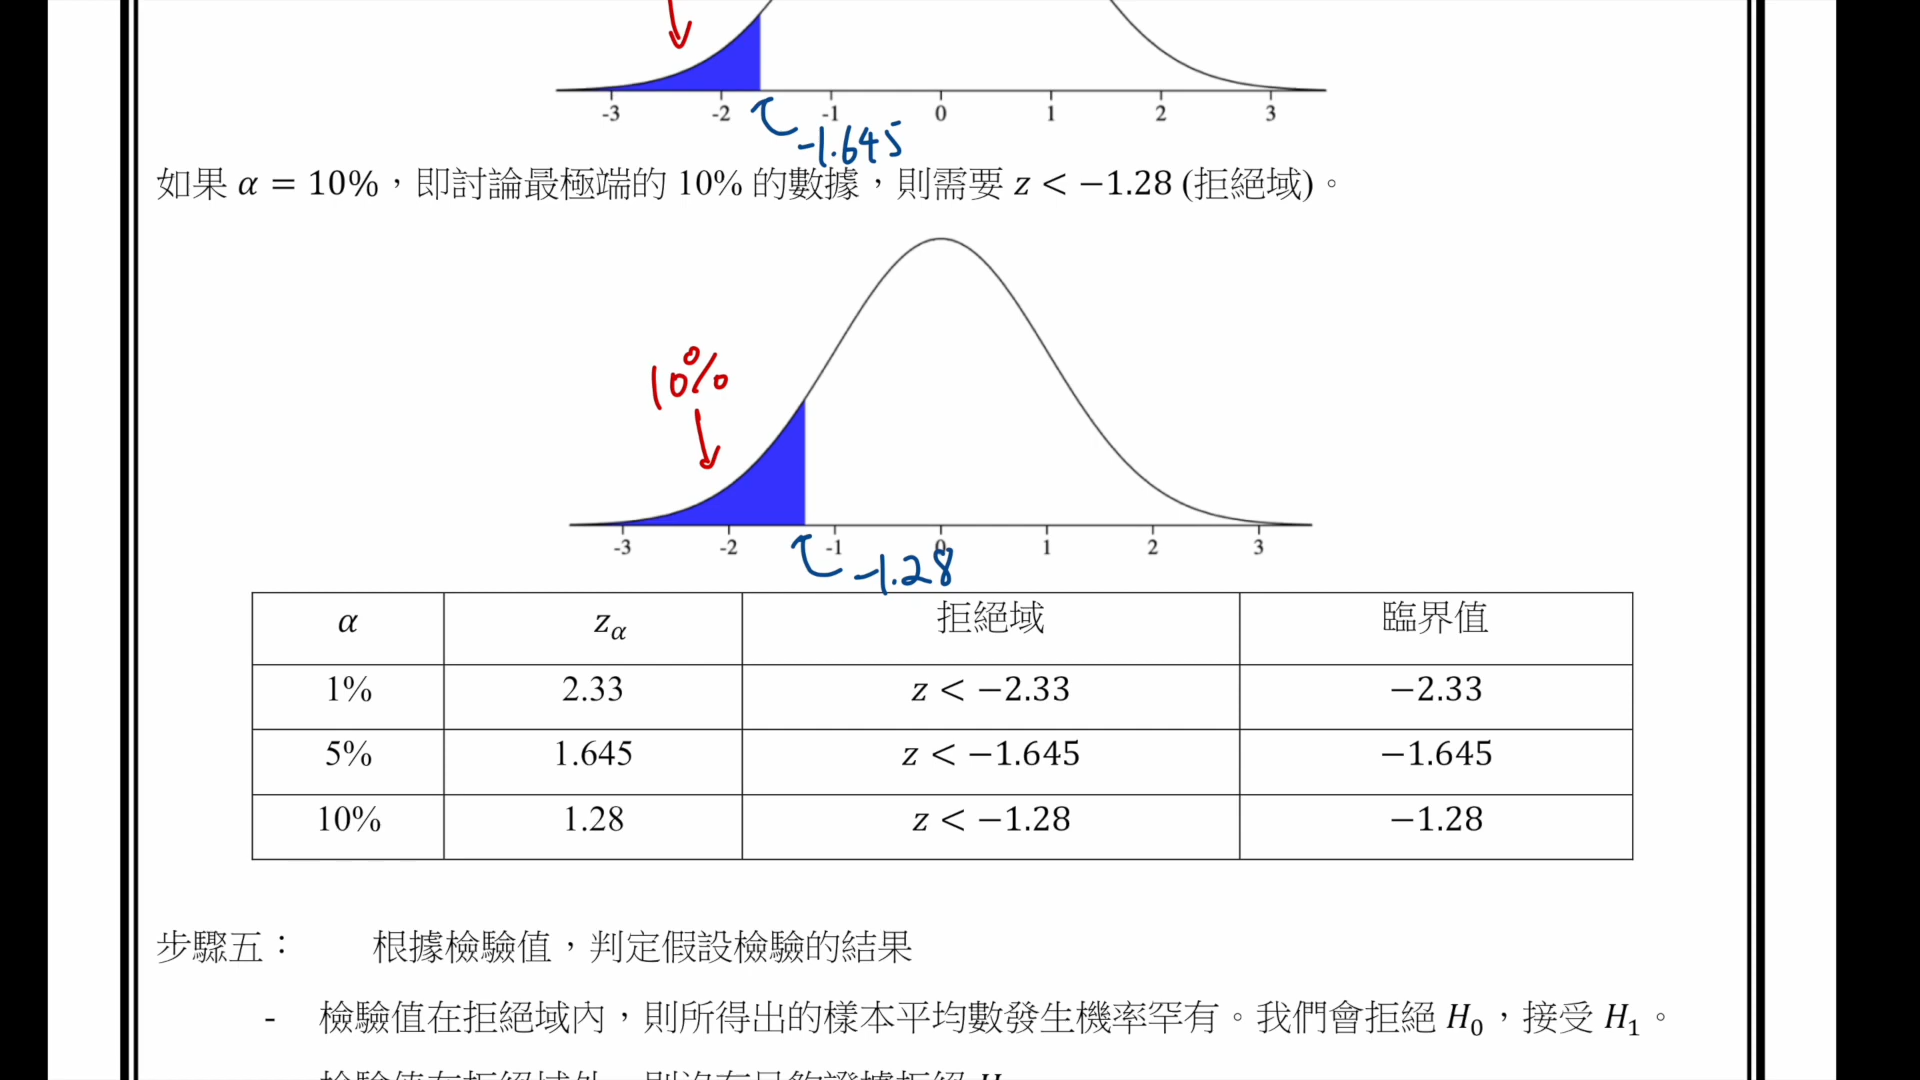 -3 -2 -1 0 1 2 3
-1.645
如果 α = 10%，即討論最極端的 10% 的數據，則需要 z < −1.28 (拒絕域)。
10%
-3 -2 -1 0 1 2 3
-1.28
α zα 拒絕域 臨界值
1% 2.33 z < −2.33 −2.33
5% 1.645 z < −1.645 −1.645
10% 1.28 z < −1.28 −1.28
步驟五： 根據檢驗值，判定假設檢驗的結果
- 檢驗值在拒絕域內，則所得出的樣本平均數發生機率罕有。我們會拒絕 H₀，接受 H₁。